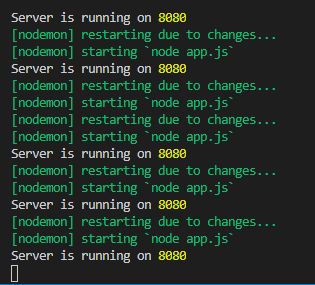 Server is running on 8080
[nodemon] restarting due to changes...
[nodemon] starting `node app.js`
Server is running on 8080
[nodemon] restarting due to changes...
[nodemon] starting `node app.js`
[nodemon] restarting due to changes...
[nodemon] starting `node app.js`
Server is running on 8080
[nodemon] restarting due to changes...
[nodemon] starting `node app.js`
Server is running on 8080
[nodemon] restarting due to changes...
[nodemon] starting `node app.js`
Server is running on 8080